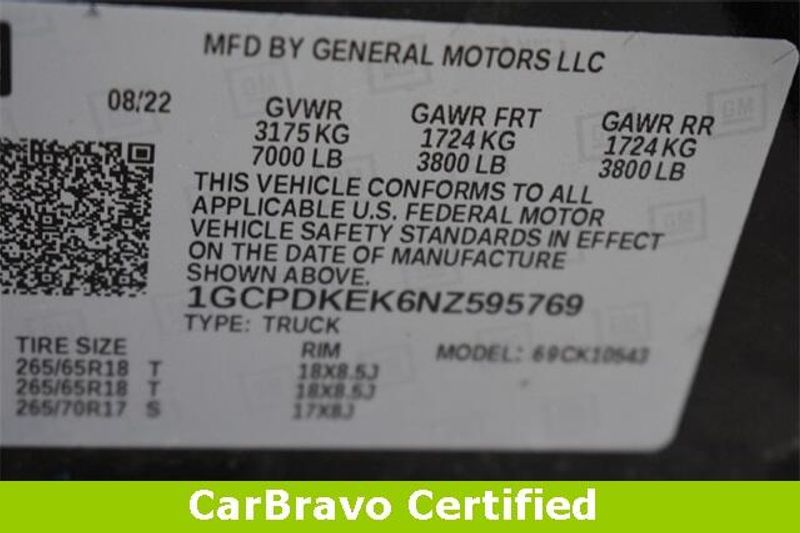 MFD BY GENERAL MOTORS LLC
08/22
GVWR GAWR FRT GAWR RR
3175 KG 1724 KG 1724 KG
7000 LB 3800 LB 3800 LB
THIS VEHICLE CONFORMS TO ALL
APPLICABLE U.S. FEDERAL MOTOR
VEHICLE SAFETY STANDARDS IN EFFECT
ON THE DATE OF MANUFACTURE
SHOWN ABOVE.
1GCPDKEK6NZ595769
TYPE: TRUCK
TIRE SIZE RIM MODEL: 69CK10543
265/65R18 T 18X8.5J
265/65R18 T 18X8.5J
265/70R17 S 17X8J
CarBravo Certified